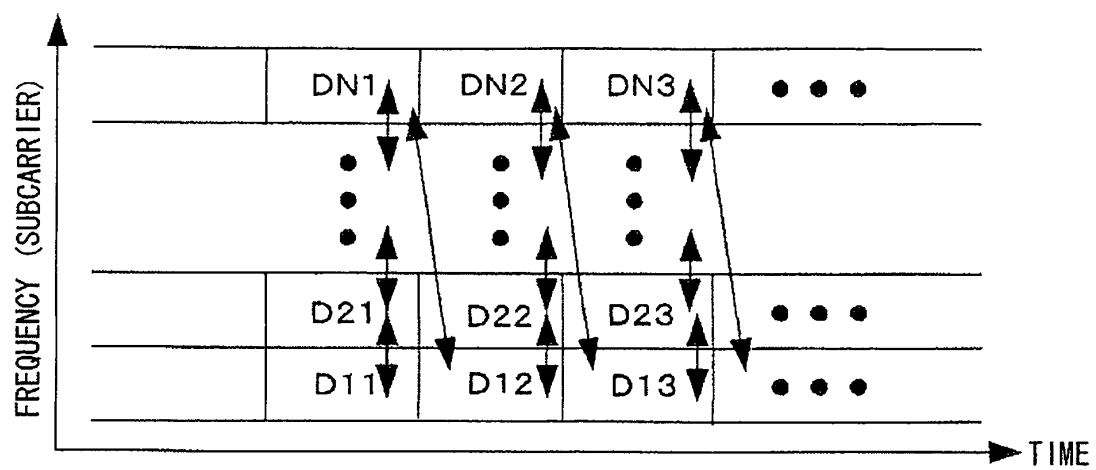 FREQUENCY (SUBCARRIER)
DN1 DN2 DN3
D21 D22 D23
D11 D12 D13
TIME